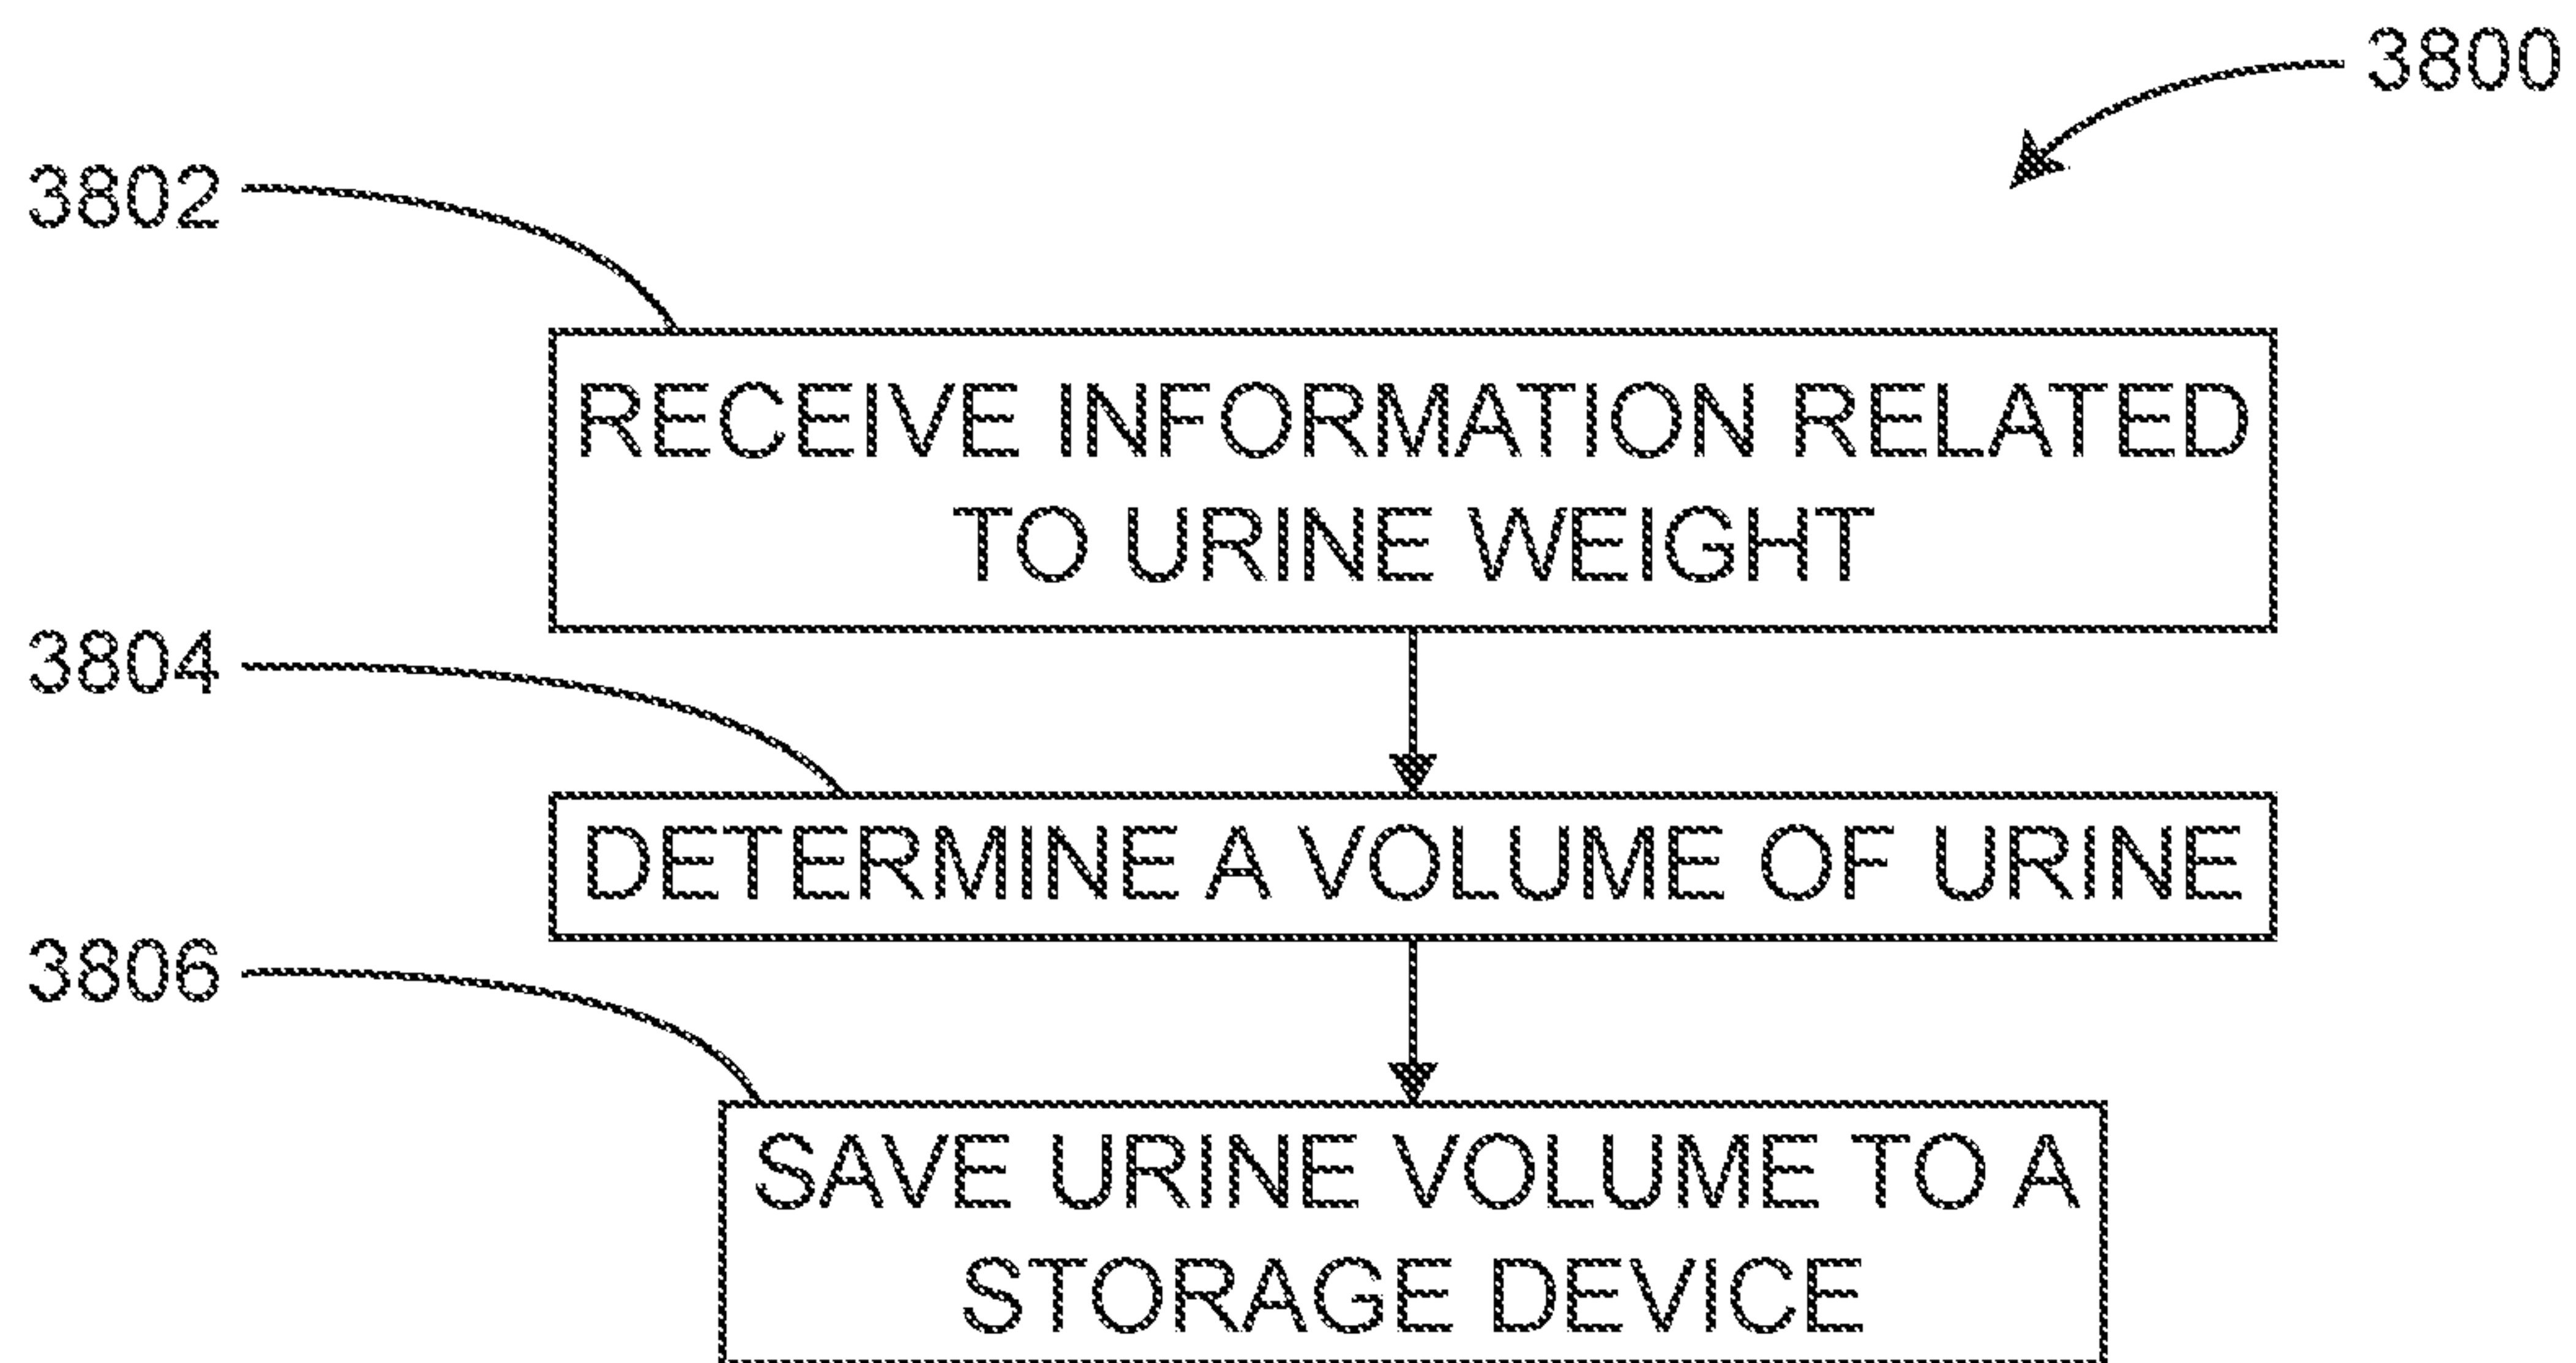 3800
3802
RECEIVE INFORMATION RELATED
TO URINE WEIGHT
3804
DETERMINE A VOLUME OF URINE
3806
SAVE URINE VOLUME TO A
STORAGE DEVICE